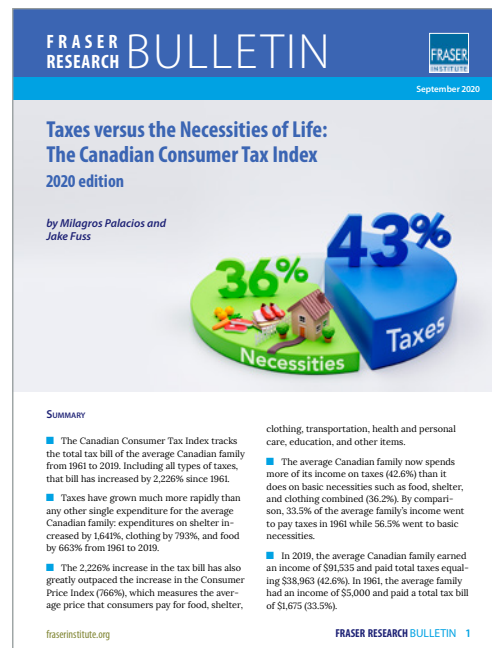 FRASER
RESEARCH BULLETIN
FRASER
INSTITUTE
September 2020
Taxes versus the Necessities of Life:
The Canadian Consumer Tax Index
2020 edition
by Milagros Palacios and
Jake Fuss
36%
43%
Necessities
Taxes
SUMMARY
■ The Canadian Consumer Tax Index tracks
the total tax bill of the average Canadian family
from 1961 to 2019. Including all types of taxes,
that bill has increased by 2,226% since 1961.
■ Taxes have grown much more rapidly than
any other single expenditure for the average
Canadian family: expenditures on shelter in-
creased by 1,641%, clothing by 793%, and food
by 663% from 1961 to 2019.
■ The 2,226% increase in the tax bill has also
greatly outpaced the increase in the Consumer
Price Index (766%), which measures the aver-
age price that consumers pay for food, shelter,
clothing, transportation, health and personal
care, education, and other items.
■ The average Canadian family now spends
more of its income on taxes (42.6%) than it
does on basic necessities such as food, shelter,
and clothing combined (36.2%). By compari-
son, 33.5% of the average family's income went
to pay taxes in 1961 while 56.5% went to basic
necessities.
■ In 2019, the average Canadian family earned
an income of $91,535 and paid total taxes equal-
ing $38,963 (42.6%). In 1961, the average family
had an income of $5,000 and paid a total tax bill
of $1,675 (33.5%).
fraserinstitute.org
FRASER RESEARCH BULLETIN 1